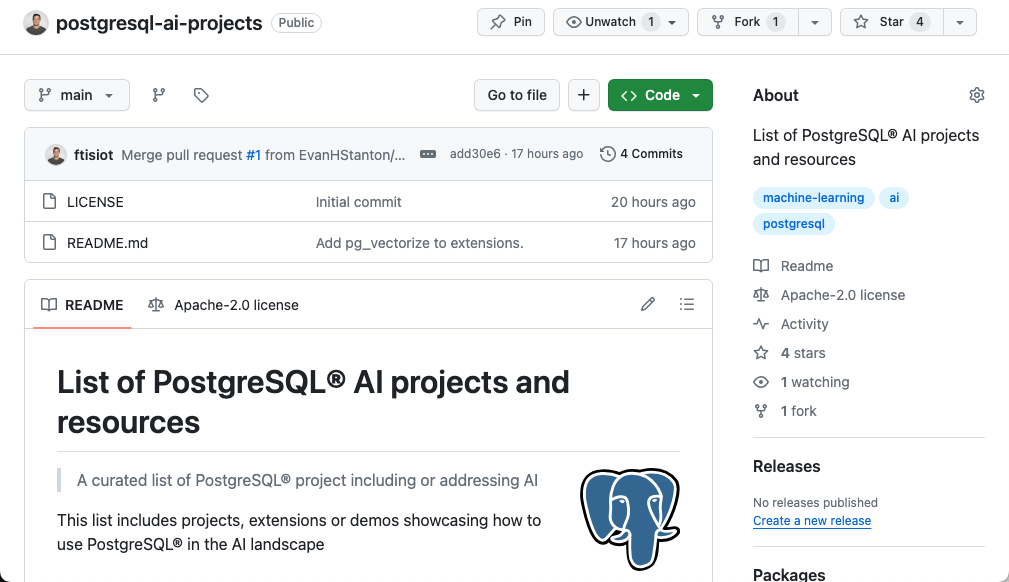 postgresql-ai-projects Public Pin Unwatch 1 Fork 1 Star 4
main Go to file + Code
ftisiot Merge pull request #1 from EvanHStanton/... add30e6 · 17 hours ago 4 Commits
LICENSE Initial commit 20 hours ago
README.md Add pg_vectorize to extensions. 17 hours ago
README Apache-2.0 license
List of PostgreSQL® AI projects and
resources
A curated list of PostgreSQL® project including or addressing AI
This list includes projects, extensions or demos showcasing how to
use PostgreSQL® in the AI landscape
About
List of PostgreSQL® AI projects
and resources
machine-learning ai
postgresql
Readme
Apache-2.0 license
Activity
4 stars
1 watching
1 fork
Releases
No releases published
Create a new release
Packages